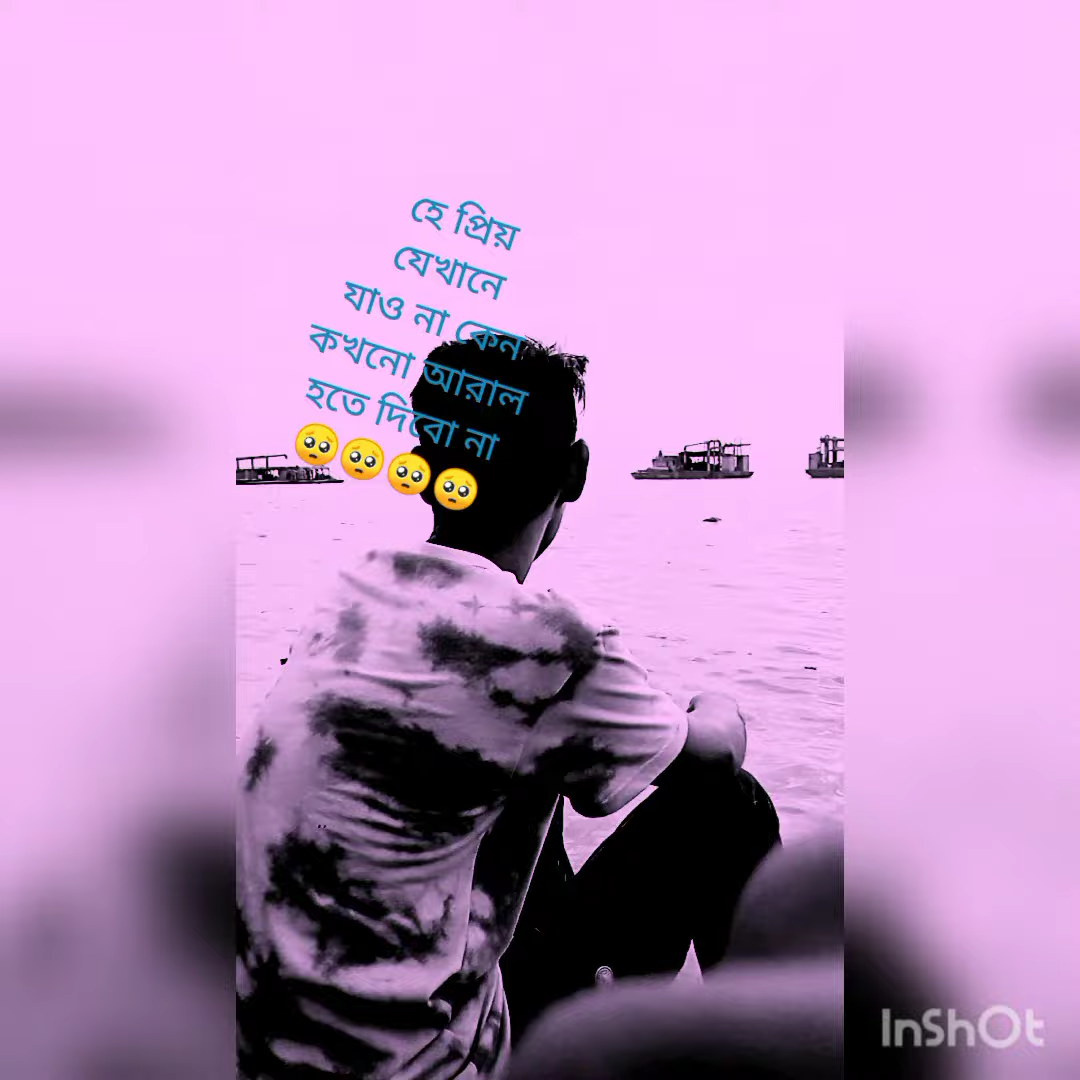 হে প্রিয়
যেখানে
যাও না কেন
কখনো আরাল
হতে দিবো না
🥺🥺🥺🥺
InShOt